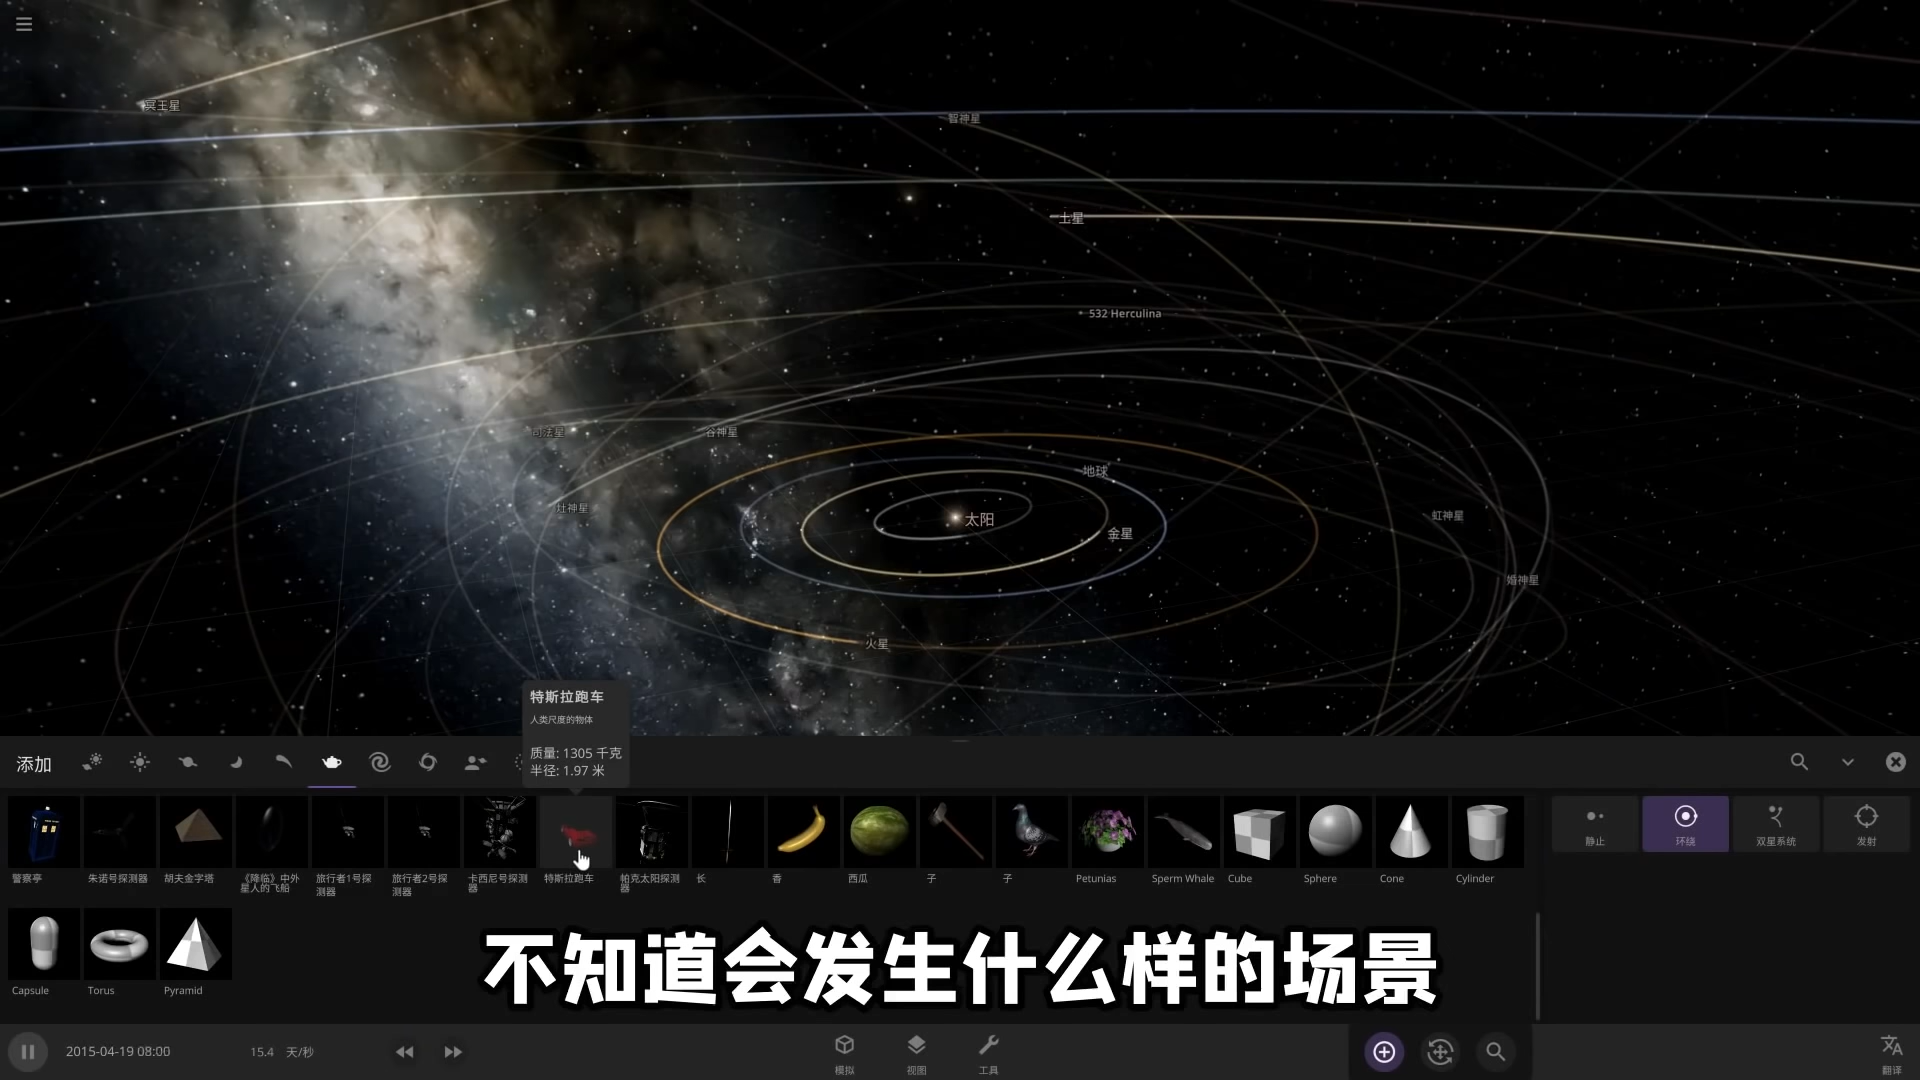 冥王星
智神星
土星
532 Herculina
司法星
谷神星
地球
灶神星
太阳
虹神星
金星
婚神星
火星
特斯拉跑车
人类尺度的物体
质量: 1305 千克
半径: 1.97 米
添加
静止
环绕
双星系统
发射
警察亭
朱诺号探测器
胡夫金字塔
《降临》中外星人的飞船
旅行者1号探测器
旅行者2号探测器
卡西尼号探测器
特斯拉跑车
帕克太阳探测器
长
香
西瓜
子
子
Petunias
Sperm Whale
Cube
Sphere
Cone
Cylinder
Capsule
Torus
Pyramid
不知道会发生什么样的场景
2015-04-19 08:00
15.4 天/秒
模拟
视图
工具
翻译